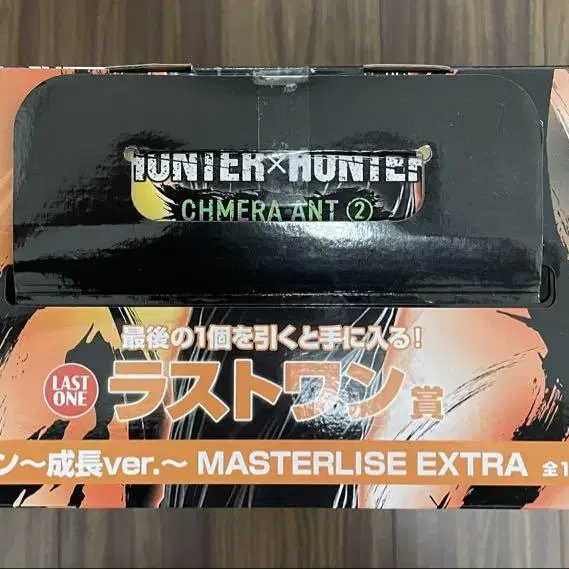 HUNTER×HUNTER
CHMERA ANT ②
最後の1個を引くと手に入る!
LAST
ONE
ラストワン賞
ン～成長ver.～ MASTERLISE EXTRA 全1